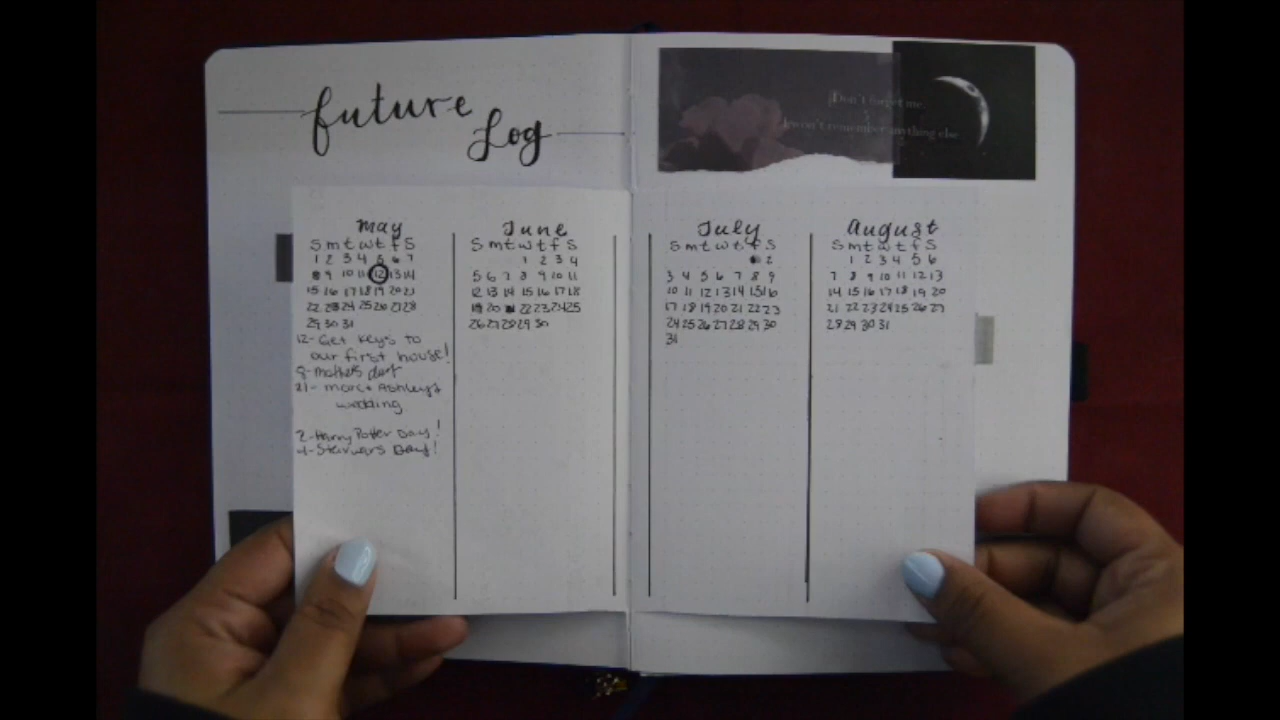 future
Log
Don't forget me,
I won't remember anything else
May
S m t w t f S
1 2 3 4 5 6 7
9 10 11 12 13 14
15 16 17 18 19 20 21
22 23 24 25 26 27 28
29 30 31
12- Get keys to
our first house!
8-mothers day
21- marc + Ashley's
wedding
2-Harry Potter Day!
4-Starwars Day!
June
S m t w t f S
1 2 3 4
5 6 7 8 9 10 11
12 13 14 15 16 17 18
19 20 22 23 24 25
26 27 28 29 30
July
S m t w t f S
2
3 4 5 6 7 8 9
10 11 12 13 14 15 16
17 18 19 20 21 22 23
24 25 26 27 28 29 30
31
August
S m t w t f S
1 2 3 4 5 6
7 8 9 10 11 12 13
14 15 16 17 18 19 20
21 22 23 24 25 26 27
28 29 30 31